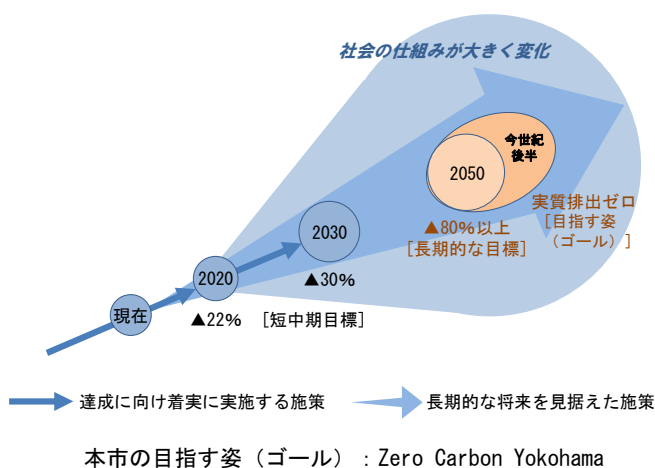 社会の仕組みが大きく変化
今世紀
後半
2050
実質排出ゼロ
[目指す姿
（ゴール）]
▲80%以上
[長期的な目標]
2030
▲30%
2020
▲22% [短中期目標]
現在
達成に向け着実に実施する施策
長期的な将来を見据えた施策
本市の目指す姿（ゴール）：Zero Carbon Yokohama